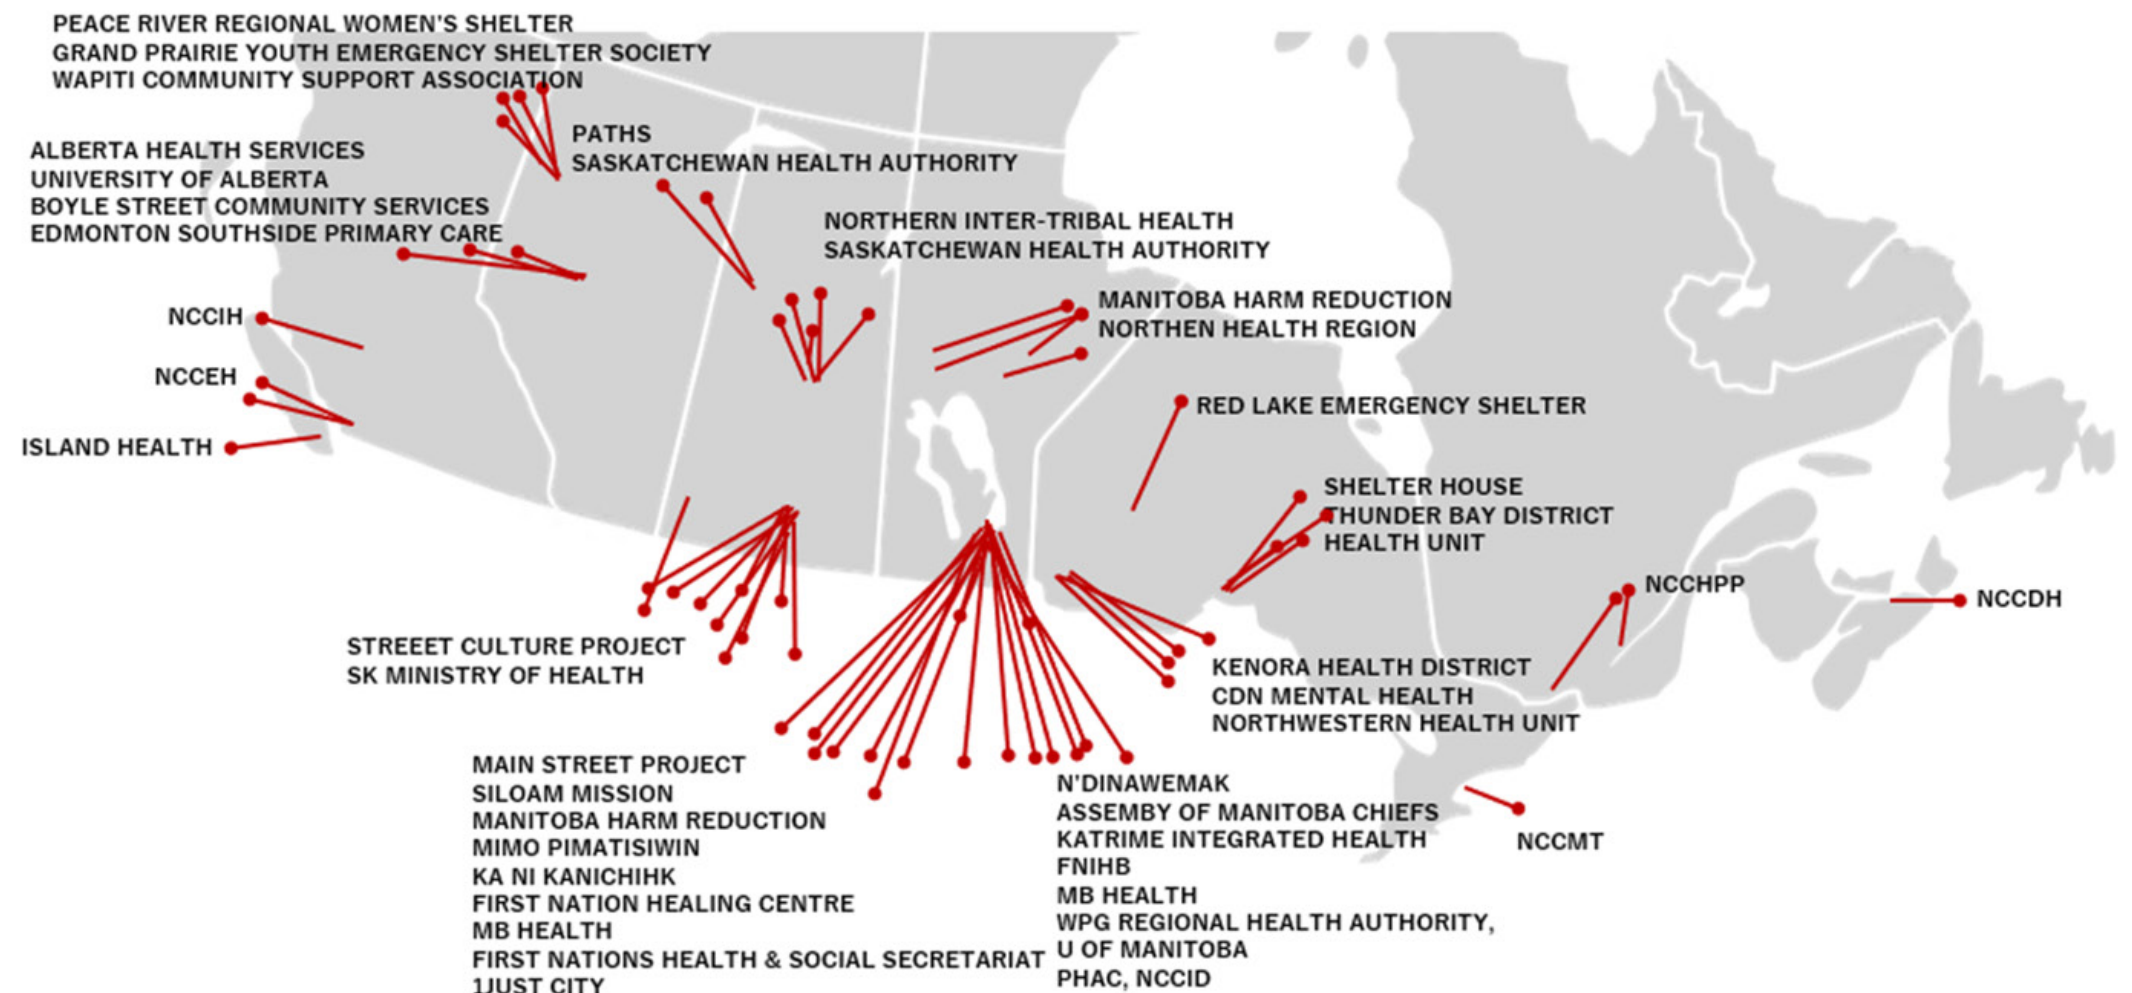 PEACE RIVER REGIONAL WOMEN'S SHELTER
GRAND PRAIRIE YOUTH EMERGENCY SHELTER SOCIETY
WAPITI COMMUNITY SUPPORT ASSOCIATION
PATHS
SASKATCHEWAN HEALTH AUTHORITY
ALBERTA HEALTH SERVICES
UNIVERSITY OF ALBERTA
BOYLE STREET COMMUNITY SERVICES
EDMONTON SOUTHSIDE PRIMARY CARE
NORTHERN INTER-TRIBAL HEALTH
SASKATCHEWAN HEALTH AUTHORITY
NCCIH
MANITOBA HARM REDUCTION
NORTHEN HEALTH REGION
NCCEH
RED LAKE EMERGENCY SHELTER
ISLAND HEALTH
SHELTER HOUSE
THUNDER BAY DISTRICT
HEALTH UNIT
NCCHPP
NCCDH
STREEET CULTURE PROJECT
SK MINISTRY OF HEALTH
KENORA HEALTH DISTRICT
CDN MENTAL HEALTH
NORTHWESTERN HEALTH UNIT
MAIN STREET PROJECT
SILOAM MISSION
MANITOBA HARM REDUCTION
MIMO PIMATISIWIN
KA NI KANICHIHK
FIRST NATION HEALING CENTRE
MB HEALTH
FIRST NATIONS HEALTH & SOCIAL SECRETARIAT
1JUST CITY
N'DINAWEMAK
ASSEMBY OF MANITOBA CHIEFS
KATRIME INTEGRATED HEALTH
FNIHB
MB HEALTH
WPG REGIONAL HEALTH AUTHORITY,
U OF MANITOBA
PHAC, NCCID
NCCMT